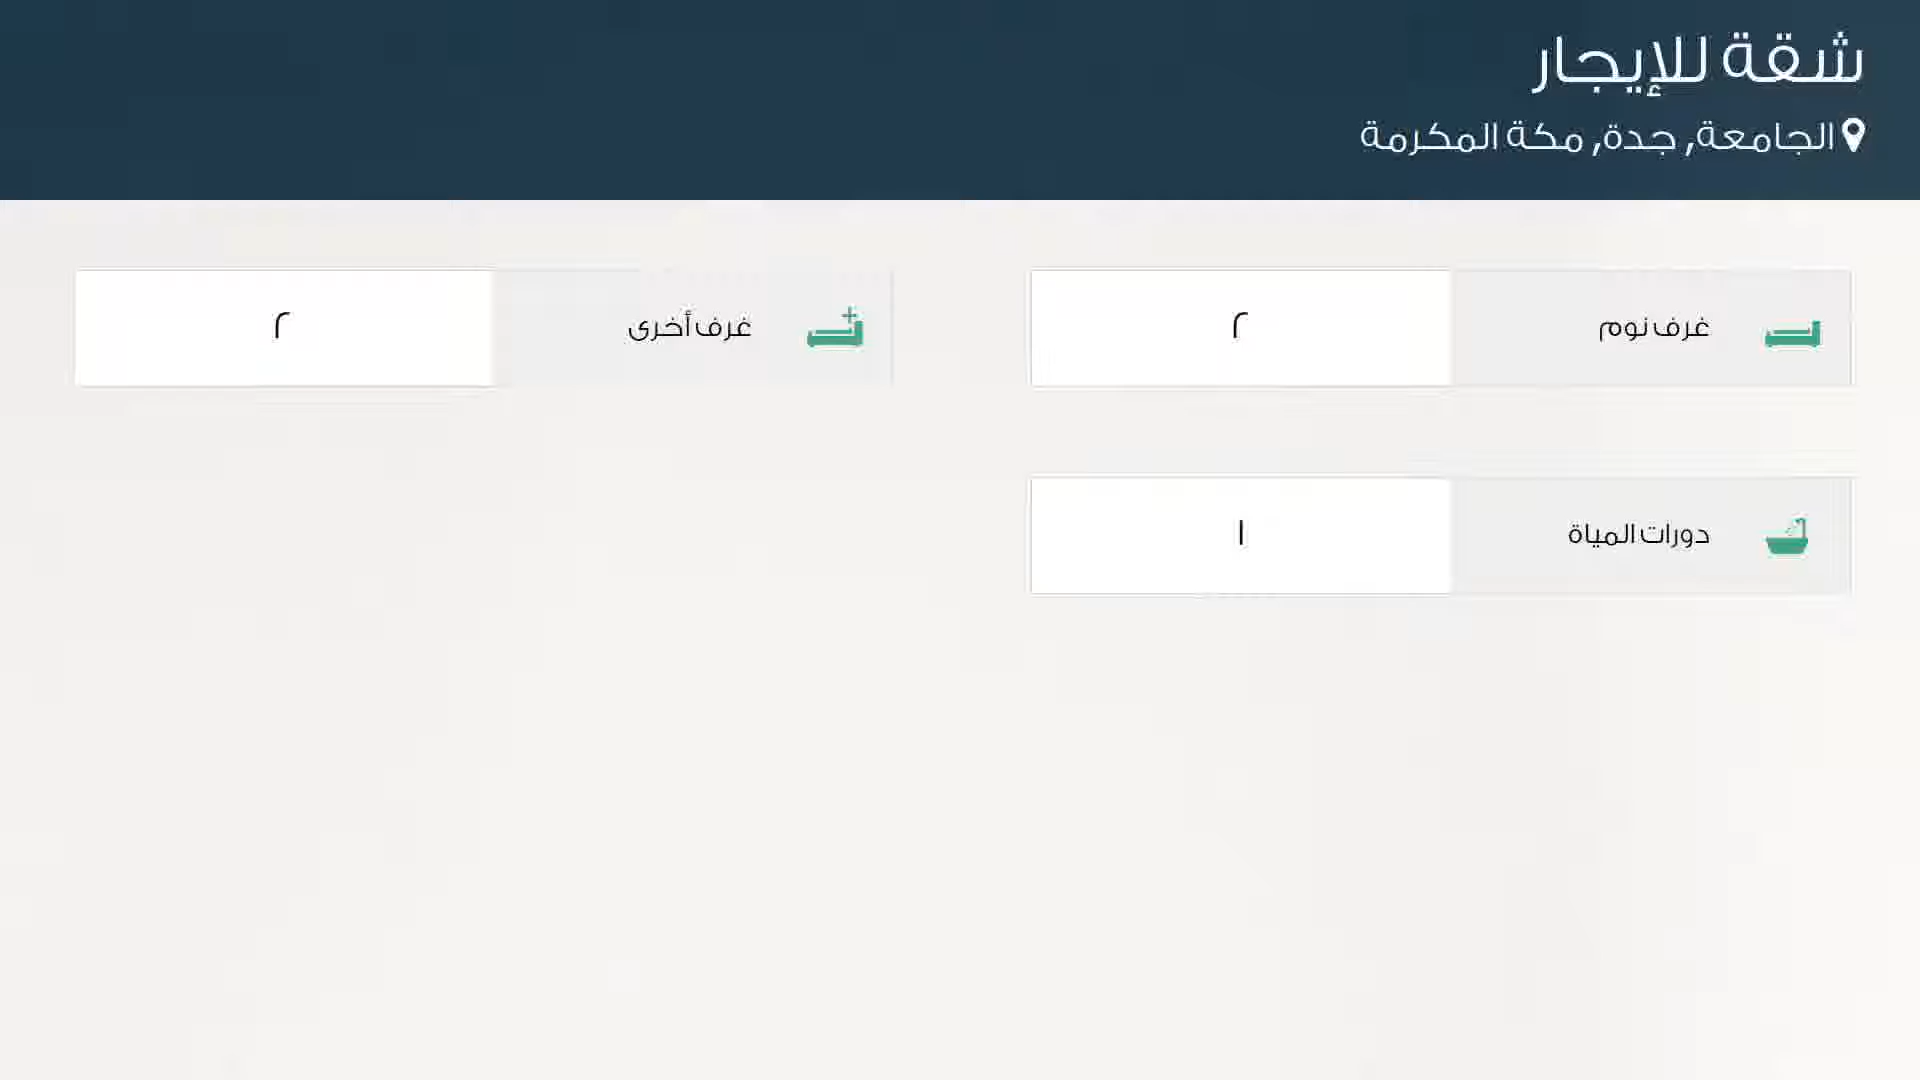 شقة للإيجار
الجامعة, جدة, مكة المكرمة
غرف نوم
٢
غرف أخرى
٢
دورات المياة
١